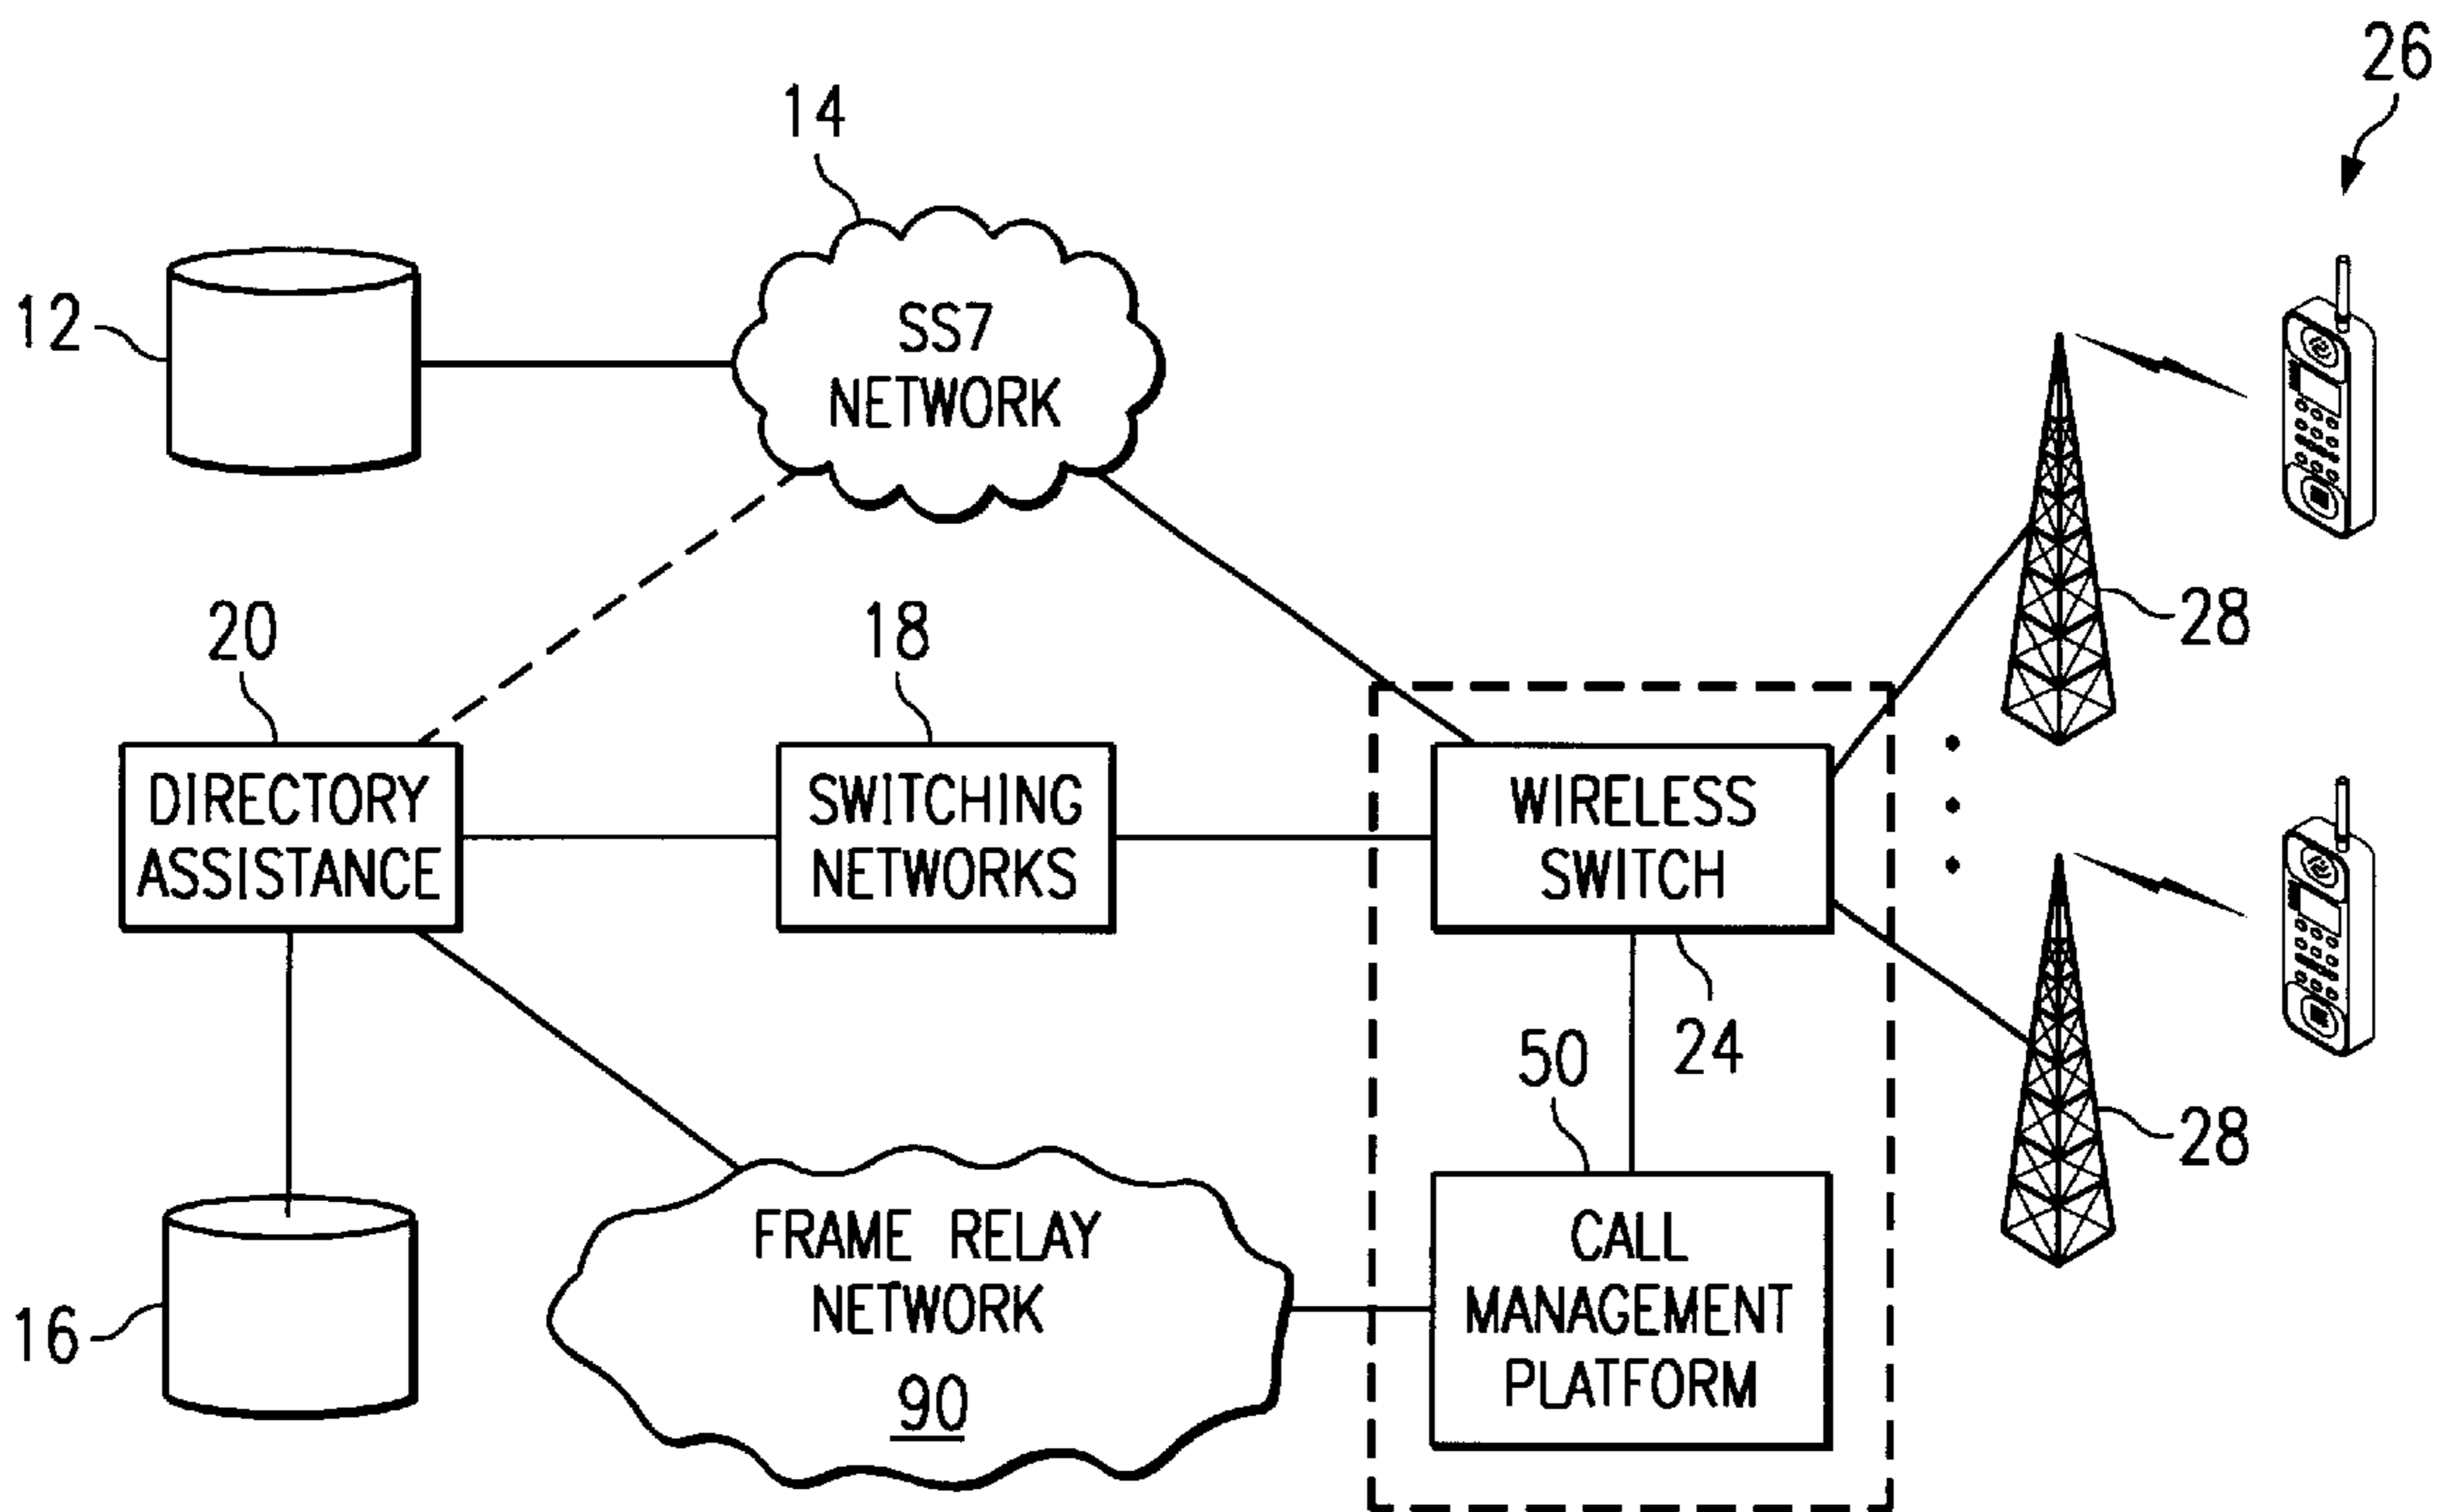 26
14
12
SS7
NETWORK
28
20
18
DIRECTORY
ASSISTANCE
SWITCHING
NETWORKS
WIRELESS
SWITCH
24
50
28
16
FRAME RELAY
NETWORK
90
CALL
MANAGEMENT
PLATFORM